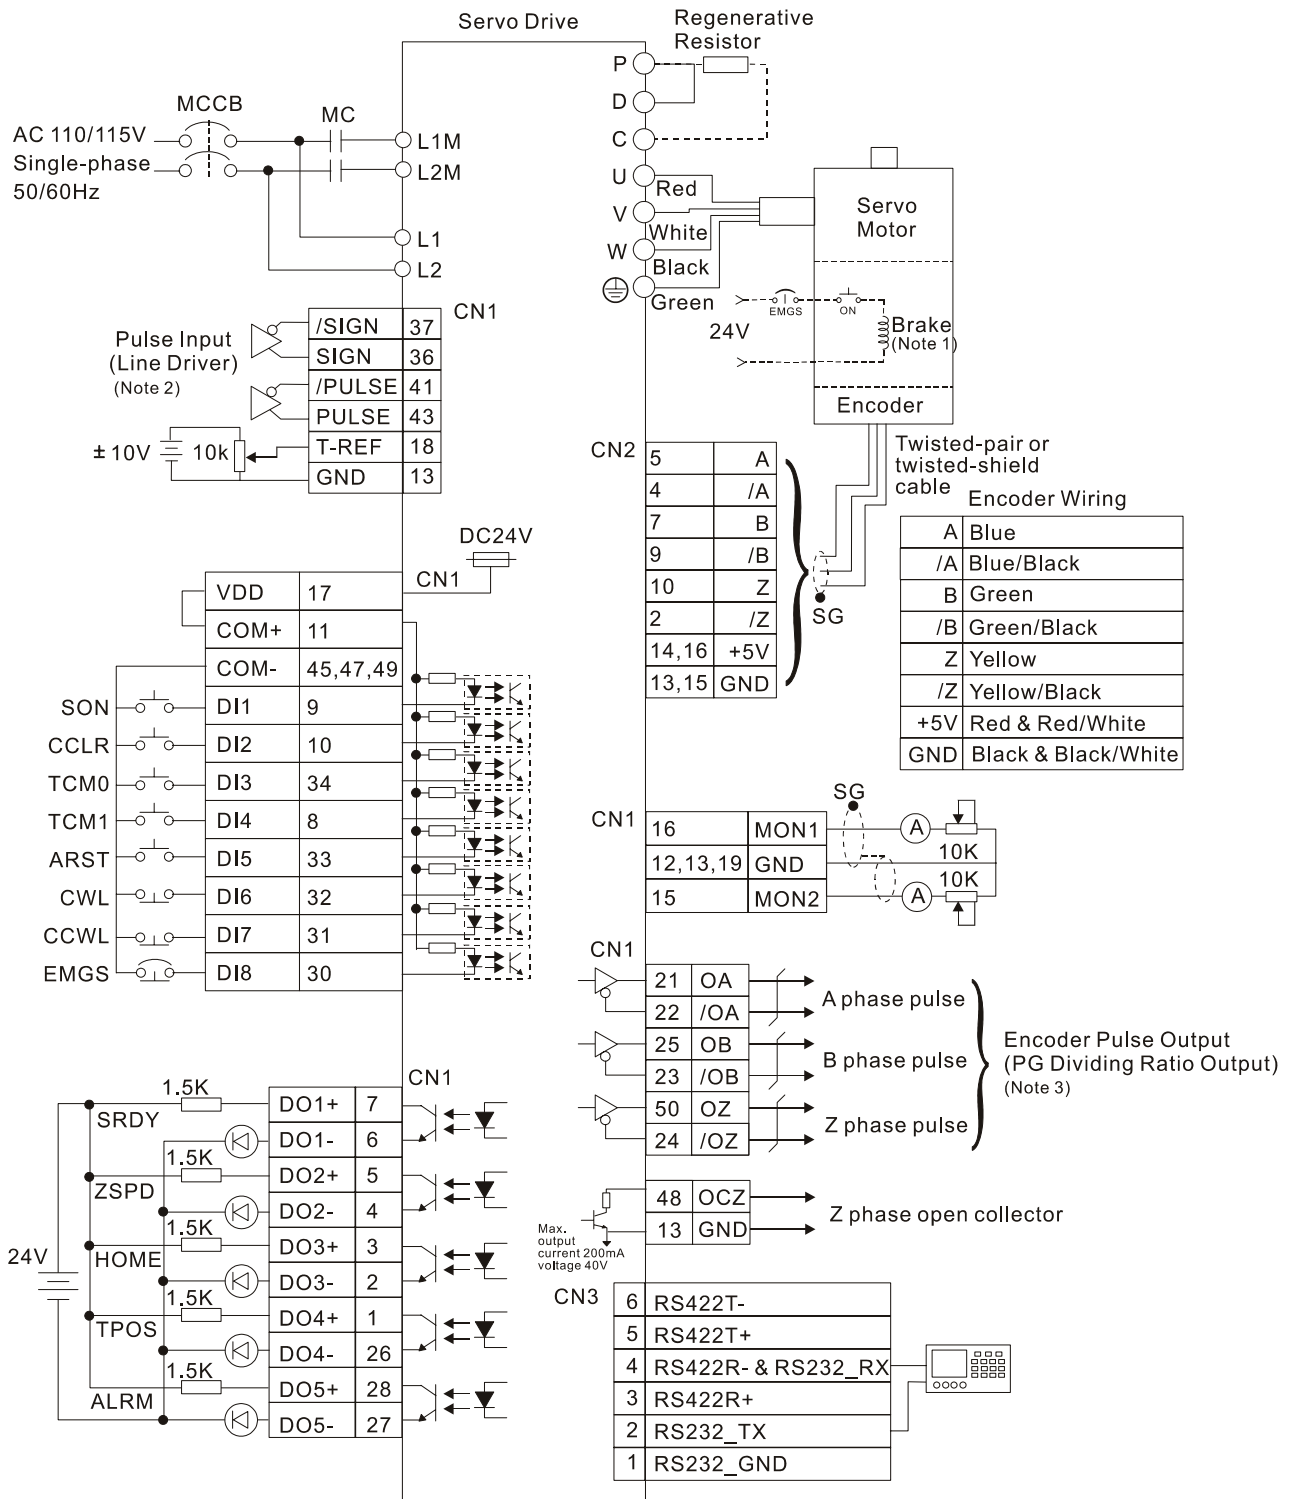 Servo Drive
Regenerative
Resistor
P
D
C
U
V
W
Red
White
Black
Green
MCCB
MC
AC 110/115V
Single-phase
50/60Hz
L1M
L2M
L1
L2
Servo
Motor
24V
EMGS
ON
Brake
(Note 1)
Encoder
Pulse Input
(Line Driver)
(Note 2)
CN1
/SIGN 37
SIGN 36
/PULSE 41
PULSE 43
T-REF 18
GND 13
±10V
10k
CN2
5 A
4 /A
7 B
9 /B
10 Z
2 /Z
14,16 +5V
13,15 GND
SG
Twisted-pair or
twisted-shield
cable
Encoder Wiring
A Blue
/A Blue/Black
B Green
/B Green/Black
Z Yellow
/Z Yellow/Black
+5V Red & Red/White
GND Black & Black/White
DC24V
CN1
VDD 17
COM+ 11
COM- 45,47,49
SON DI1 9
CCLR DI2 10
TCM0 DI3 34
TCM1 DI4 8
ARST DI5 33
CWL DI6 32
CCWL DI7 31
EMGS DI8 30
SG
CN1
16 MON1
12,13,19 GND
15 MON2
A
10K
10K
A
CN1
21 OA
22 /OA
25 OB
23 /OB
50 OZ
24 /OZ
A phase pulse
B phase pulse
Z phase pulse
Encoder Pulse Output
(PG Dividing Ratio Output)
(Note 3)
48 OCZ
13 GND
Z phase open collector
Max.
output
current 200mA
voltage 40V
CN1
24V
SRDY
1.5K
DO1+ 7
DO1- 6
ZSPD
1.5K
DO2+ 5
DO2- 4
HOME
1.5K
DO3+ 3
DO3- 2
TPOS
1.5K
DO4+ 1
DO4- 26
ALRM
1.5K
DO5+ 28
DO5- 27
CN3
6 RS422T-
5 RS422T+
4 RS422R- & RS232_RX
3 RS422R+
2 RS232_TX
1 RS232_GND